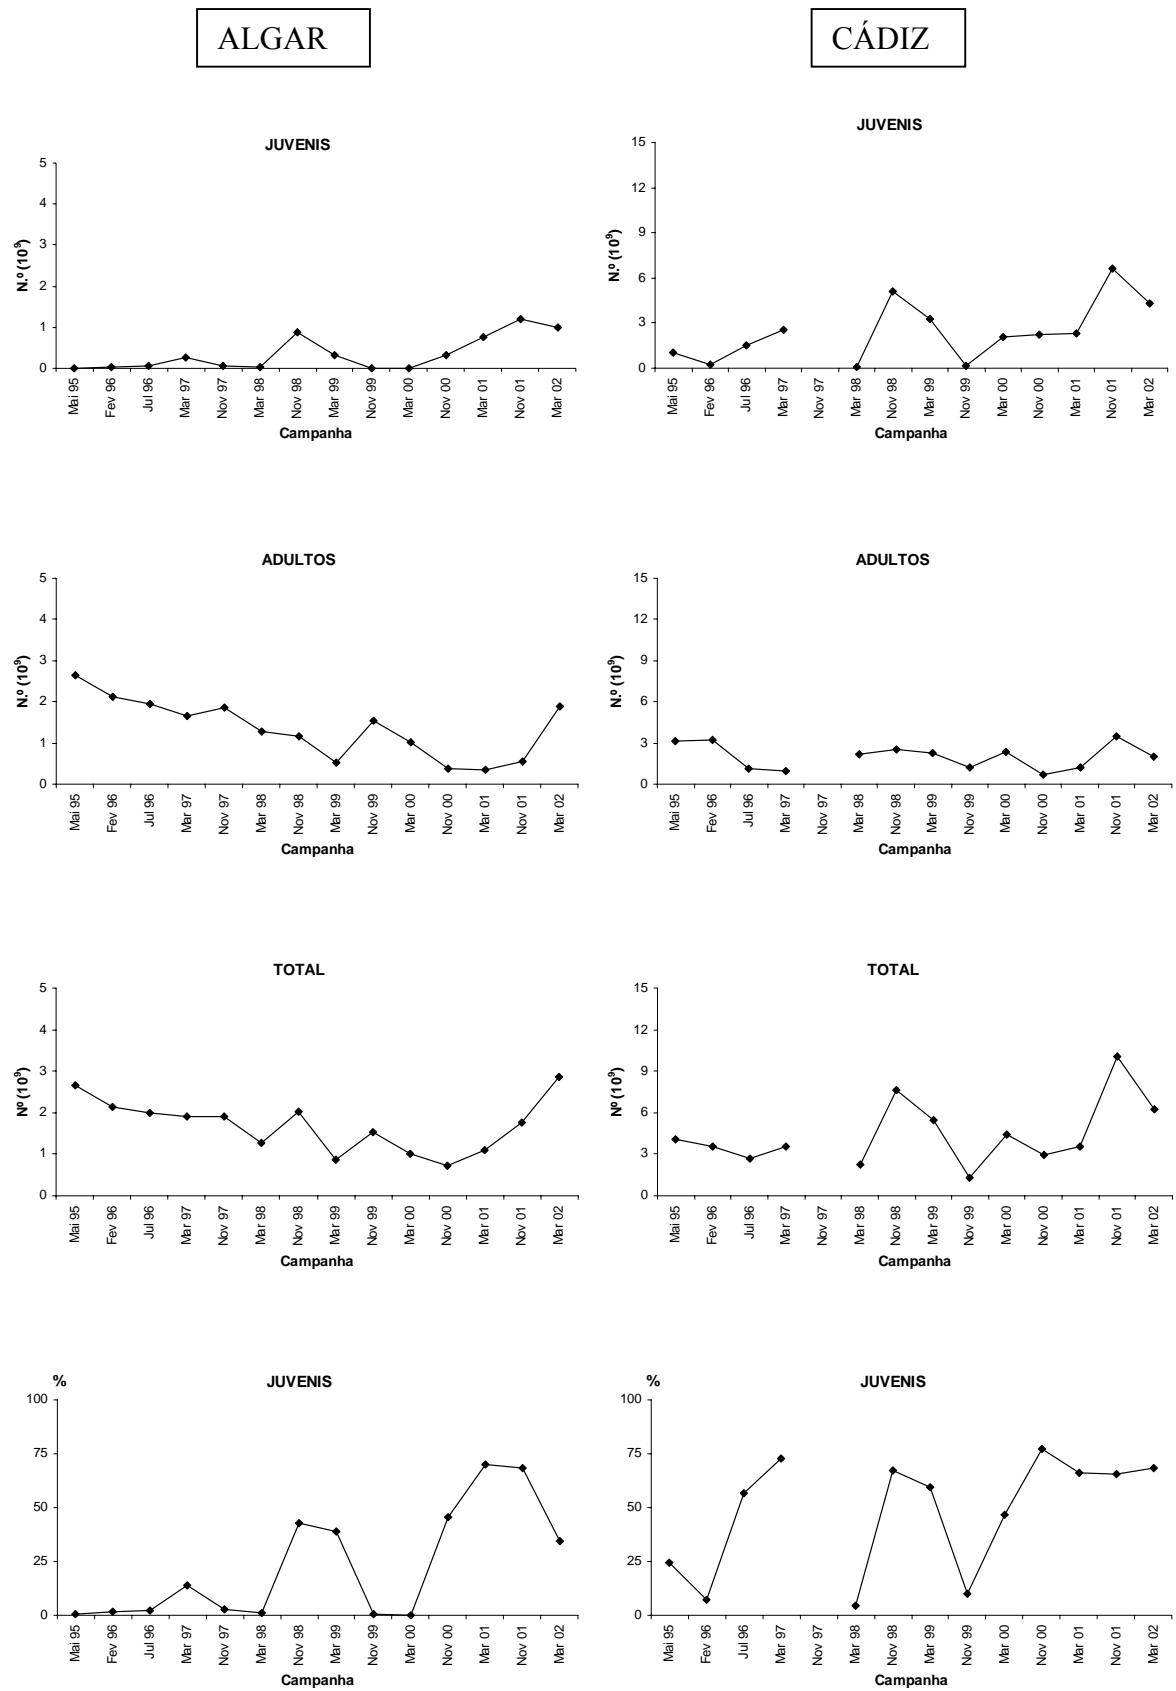 ALGAR
CÁDIZ
JUVENIS
N.º (10⁹)
5
4
3
2
1
0
Mai 95
Fev 96
Jul 96
Mar 97
Nov 97
Mar 98
Nov 98
Mar 99
Nov 99
Mar 00
Nov 00
Mar 01
Nov 01
Mar 02
Campanha
JUVENIS
N.º (10⁹)
15
12
9
6
3
0
Mai 95
Fev 96
Jul 96
Mar 97
Nov 97
Mar 98
Nov 98
Mar 99
Nov 99
Mar 00
Nov 00
Mar 01
Nov 01
Mar 02
Campanha
ADULTOS
N.º (10⁹)
5
4
3
2
1
0
Mai 95
Fev 96
Jul 96
Mar 97
Nov 97
Mar 98
Nov 98
Mar 99
Nov 99
Mar 00
Nov 00
Mar 01
Nov 01
Mar 02
Campanha
ADULTOS
N.º (10⁹)
15
12
9
6
3
0
Mai 95
Fev 96
Jul 96
Mar 97
Nov 97
Mar 98
Nov 98
Mar 99
Nov 99
Mar 00
Nov 00
Mar 01
Nov 01
Mar 02
Campanha
TOTAL
Nº (10⁹)
5
4
3
2
1
0
Mai 95
Fev 96
Jul 96
Mar 97
Nov 97
Mar 98
Nov 98
Mar 99
Nov 99
Mar 00
Nov 00
Mar 01
Nov 01
Mar 02
Campanha
TOTAL
Nº (10⁹)
15
12
9
6
3
0
Mai 95
Fev 96
Jul 96
Mar 97
Nov 97
Mar 98
Nov 98
Mar 99
Nov 99
Mar 00
Nov 00
Mar 01
Nov 01
Mar 02
Campanha
%
JUVENIS
100
75
50
25
0
Mai 95
Fev 96
Jul 96
Mar 97
Nov 97
Mar 98
Nov 98
Mar 99
Nov 99
Mar 00
Nov 00
Mar 01
Nov 01
Mar 02
Campanha
%
JUVENIS
100
75
50
25
0
Mai 95
Fev 96
Jul 96
Mar 97
Nov 97
Mar 98
Nov 98
Mar 99
Nov 99
Mar 00
Nov 00
Mar 01
Nov 01
Mar 02
Campanha